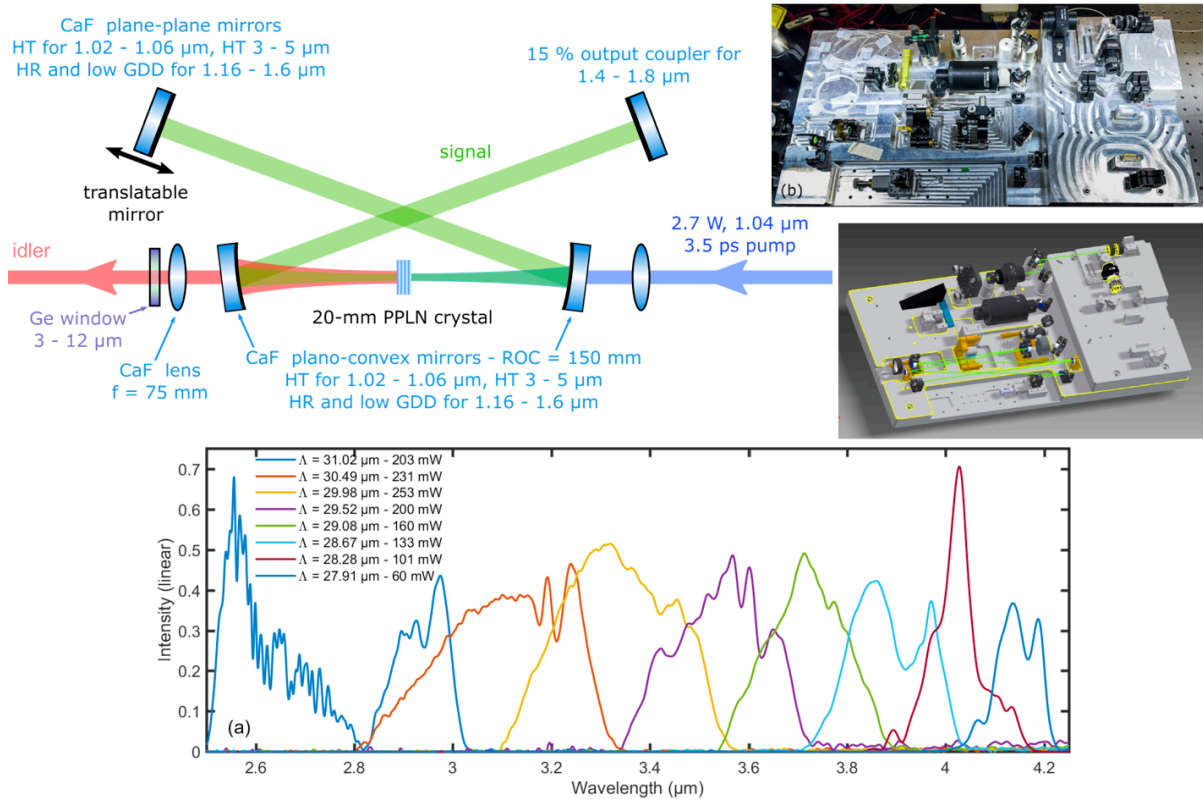 CaF plane-plane mirrors
HT for 1.02 - 1.06 µm, HT 3 - 5 µm
HR and low GDD for 1.16 - 1.6 µm
15 % output coupler for
1.4 - 1.8 µm
signal
translatable
mirror
(b)
2.7 W, 1.04 µm
3.5 ps pump
idler
Ge window
3 - 12 µm
20-mm PPLN crystal
CaF lens
f = 75 mm
CaF plano-convex mirrors - ROC = 150 mm
HT for 1.02 - 1.06 µm, HT 3 - 5 µm
HR and low GDD for 1.16 - 1.6 µm
Λ = 31.02 µm - 203 mW
Λ = 30.49 µm - 231 mW
Λ = 29.98 µm - 253 mW
Λ = 29.52 µm - 200 mW
Λ = 29.08 µm - 160 mW
Λ = 28.67 µm - 133 mW
Λ = 28.28 µm - 101 mW
Λ = 27.91 µm - 60 mW
Intensity (linear)
0.7
0.6
0.5
0.4
0.3
0.2
0.1
0
(a)
2.6 2.8 3 3.2 3.4 3.6 3.8 4 4.2
Wavelength (µm)